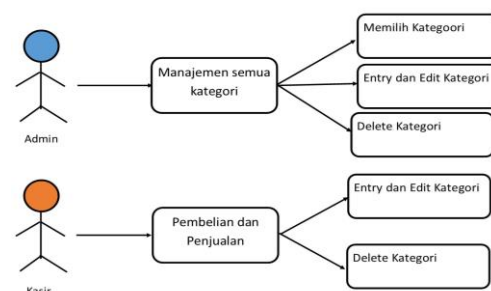 Memilih Kategoori
Manajemen semua
kategori
Entry dan Edit Kategori
Delete Kategori
Admin
Entry dan Edit Kategori
Pembelian dan
Penjualan
Delete Kategori
Kasir